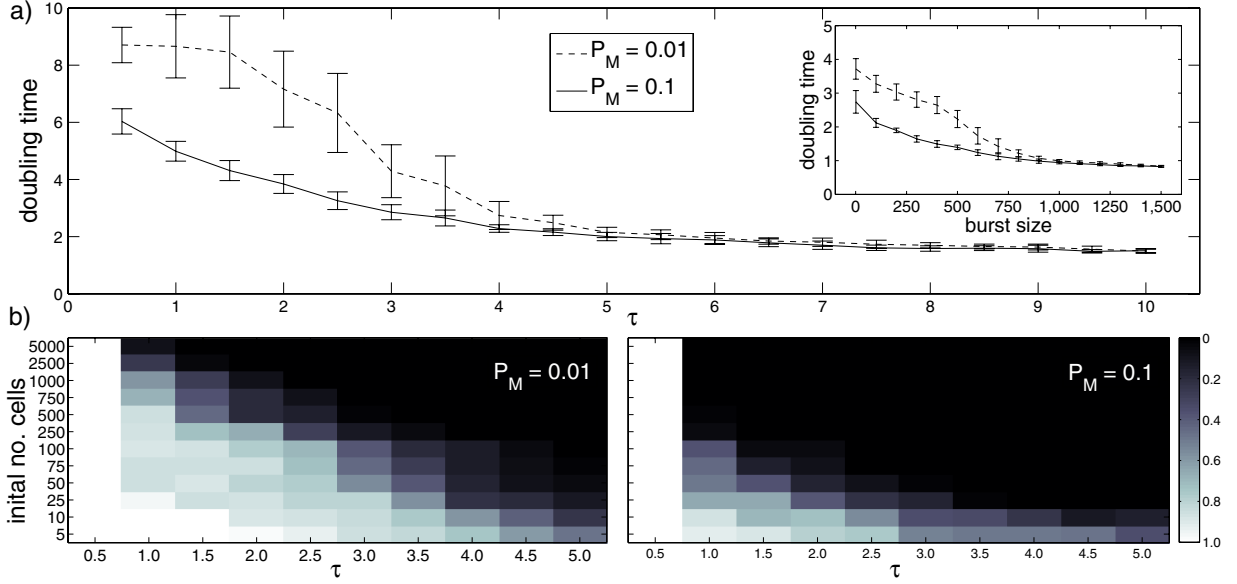 a)
10
8
6
4
2
0
doubling time
0 1 2 3 4 5 6 7 8 9 10
τ
P_M = 0.01
P_M = 0.1
5
4
3
2
1
0
doubling time
0 250 500 750 1,000 1250 1,500
burst size
b)
inital no. cells
5000
2500
1000
750
500
250
100
75
50
25
10
5
P_M = 0.01
0.5 1.0 1.5 2.0 2.5 3.0 3.5 4.0 4.5 5.0
τ
P_M = 0.1
0.5 1.0 1.5 2.0 2.5 3.0 3.5 4.0 4.5 5.0
τ
0
0.2
0.4
0.6
0.8
1.0